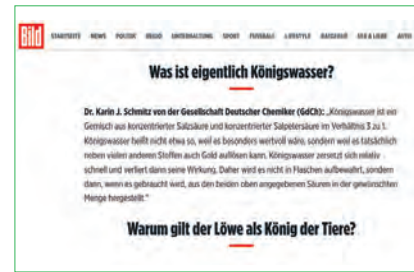 Bild STARTSEITE NEWS POLITIK REGIO UNTERHALTUNG SPORT FUSSBALL LIFESTYLE RATGEBER SEX & LIEBE AUTO
Was ist eigentlich Königswasser?
Dr. Karin J. Schmitz von der Gesellschaft Deutscher Chemiker (GdCh): „Königswasser ist ein
Gemisch aus konzentrierter Salzsäure und konzentrierter Salpetersäure im Verhältnis 3 zu 1.
Königswasser heißt nicht etwa so, weil es besonders wertvoll wäre, sondern weil es tatsächlich
neben vielen anderen Stoffen auch Gold auflösen kann. Königswasser zersetzt sich relativ
schnell und verliert dann seine Wirkung. Daher wird es nicht in Flaschen aufbewahrt, sondern
dann, wenn es gebraucht wird, aus den beiden oben angegebenen Säuren in der gewünschten
Menge hergestellt."
Warum gilt der Löwe als König der Tiere?